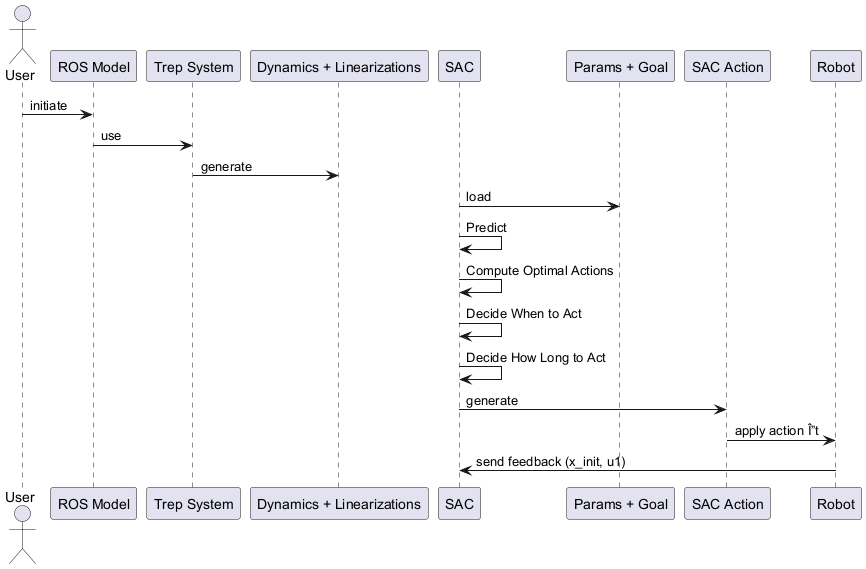 User
ROS Model
Trep System
Dynamics + Linearizations
SAC
Params + Goal
SAC Action
Robot
initiate
use
generate
load
Predict
Compute Optimal Actions
Decide When to Act
Decide How Long to Act
generate
apply action Î"t
send feedback (x_init, u1)
User
ROS Model
Trep System
Dynamics + Linearizations
SAC
Params + Goal
SAC Action
Robot